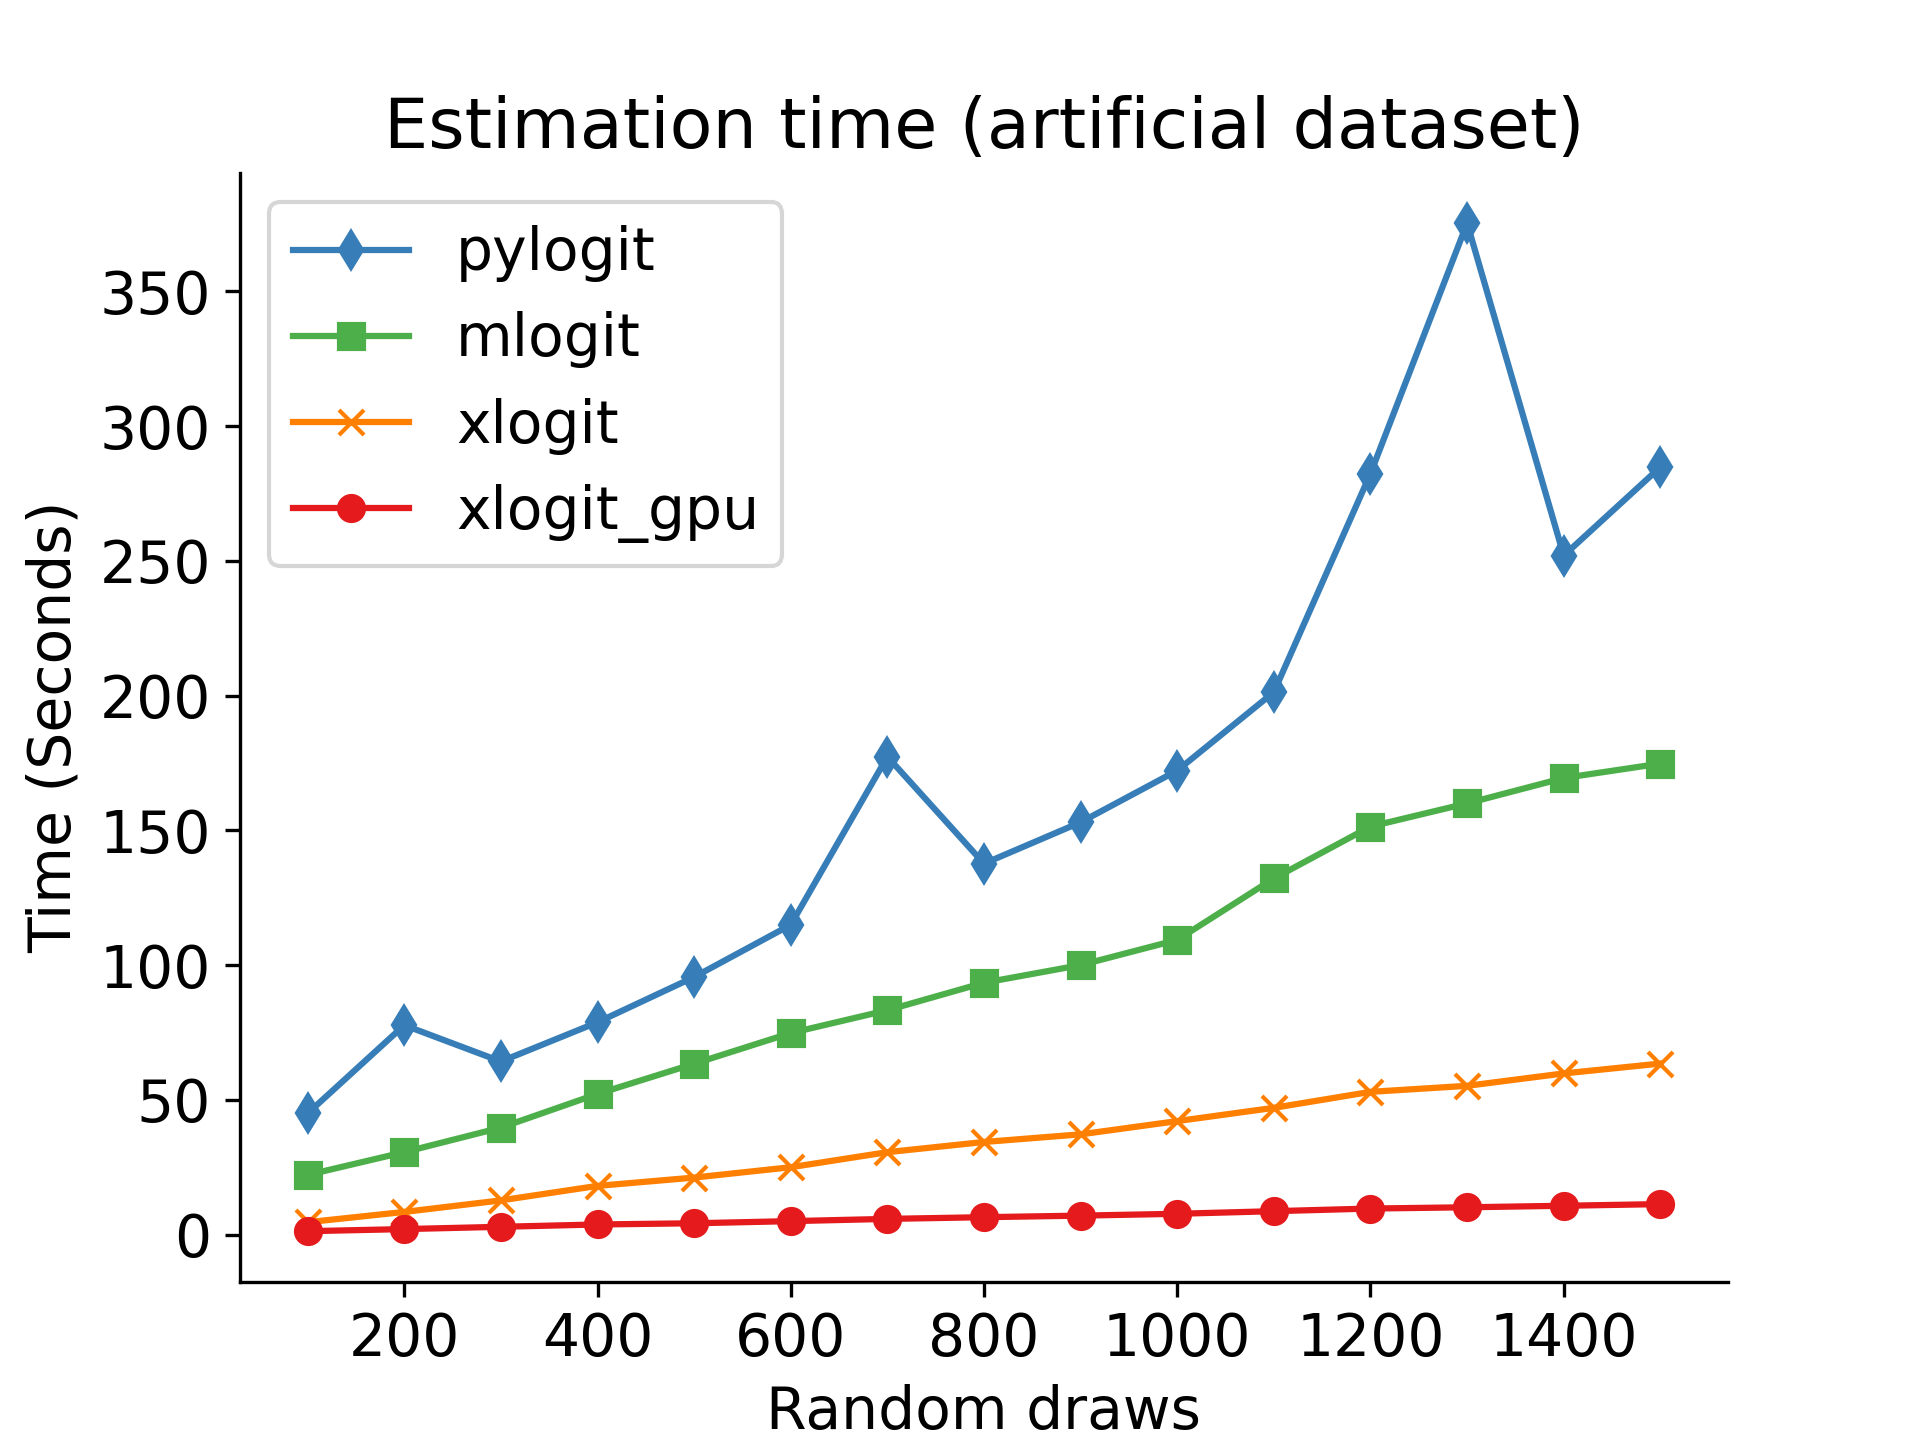 Estimation time (artificial dataset)
pylogit
mlogit
xlogit
xlogit_gpu
Time (Seconds)
350
300
250
200
150
100
50
0
200 400 600 800 1000 1200 1400
Random draws